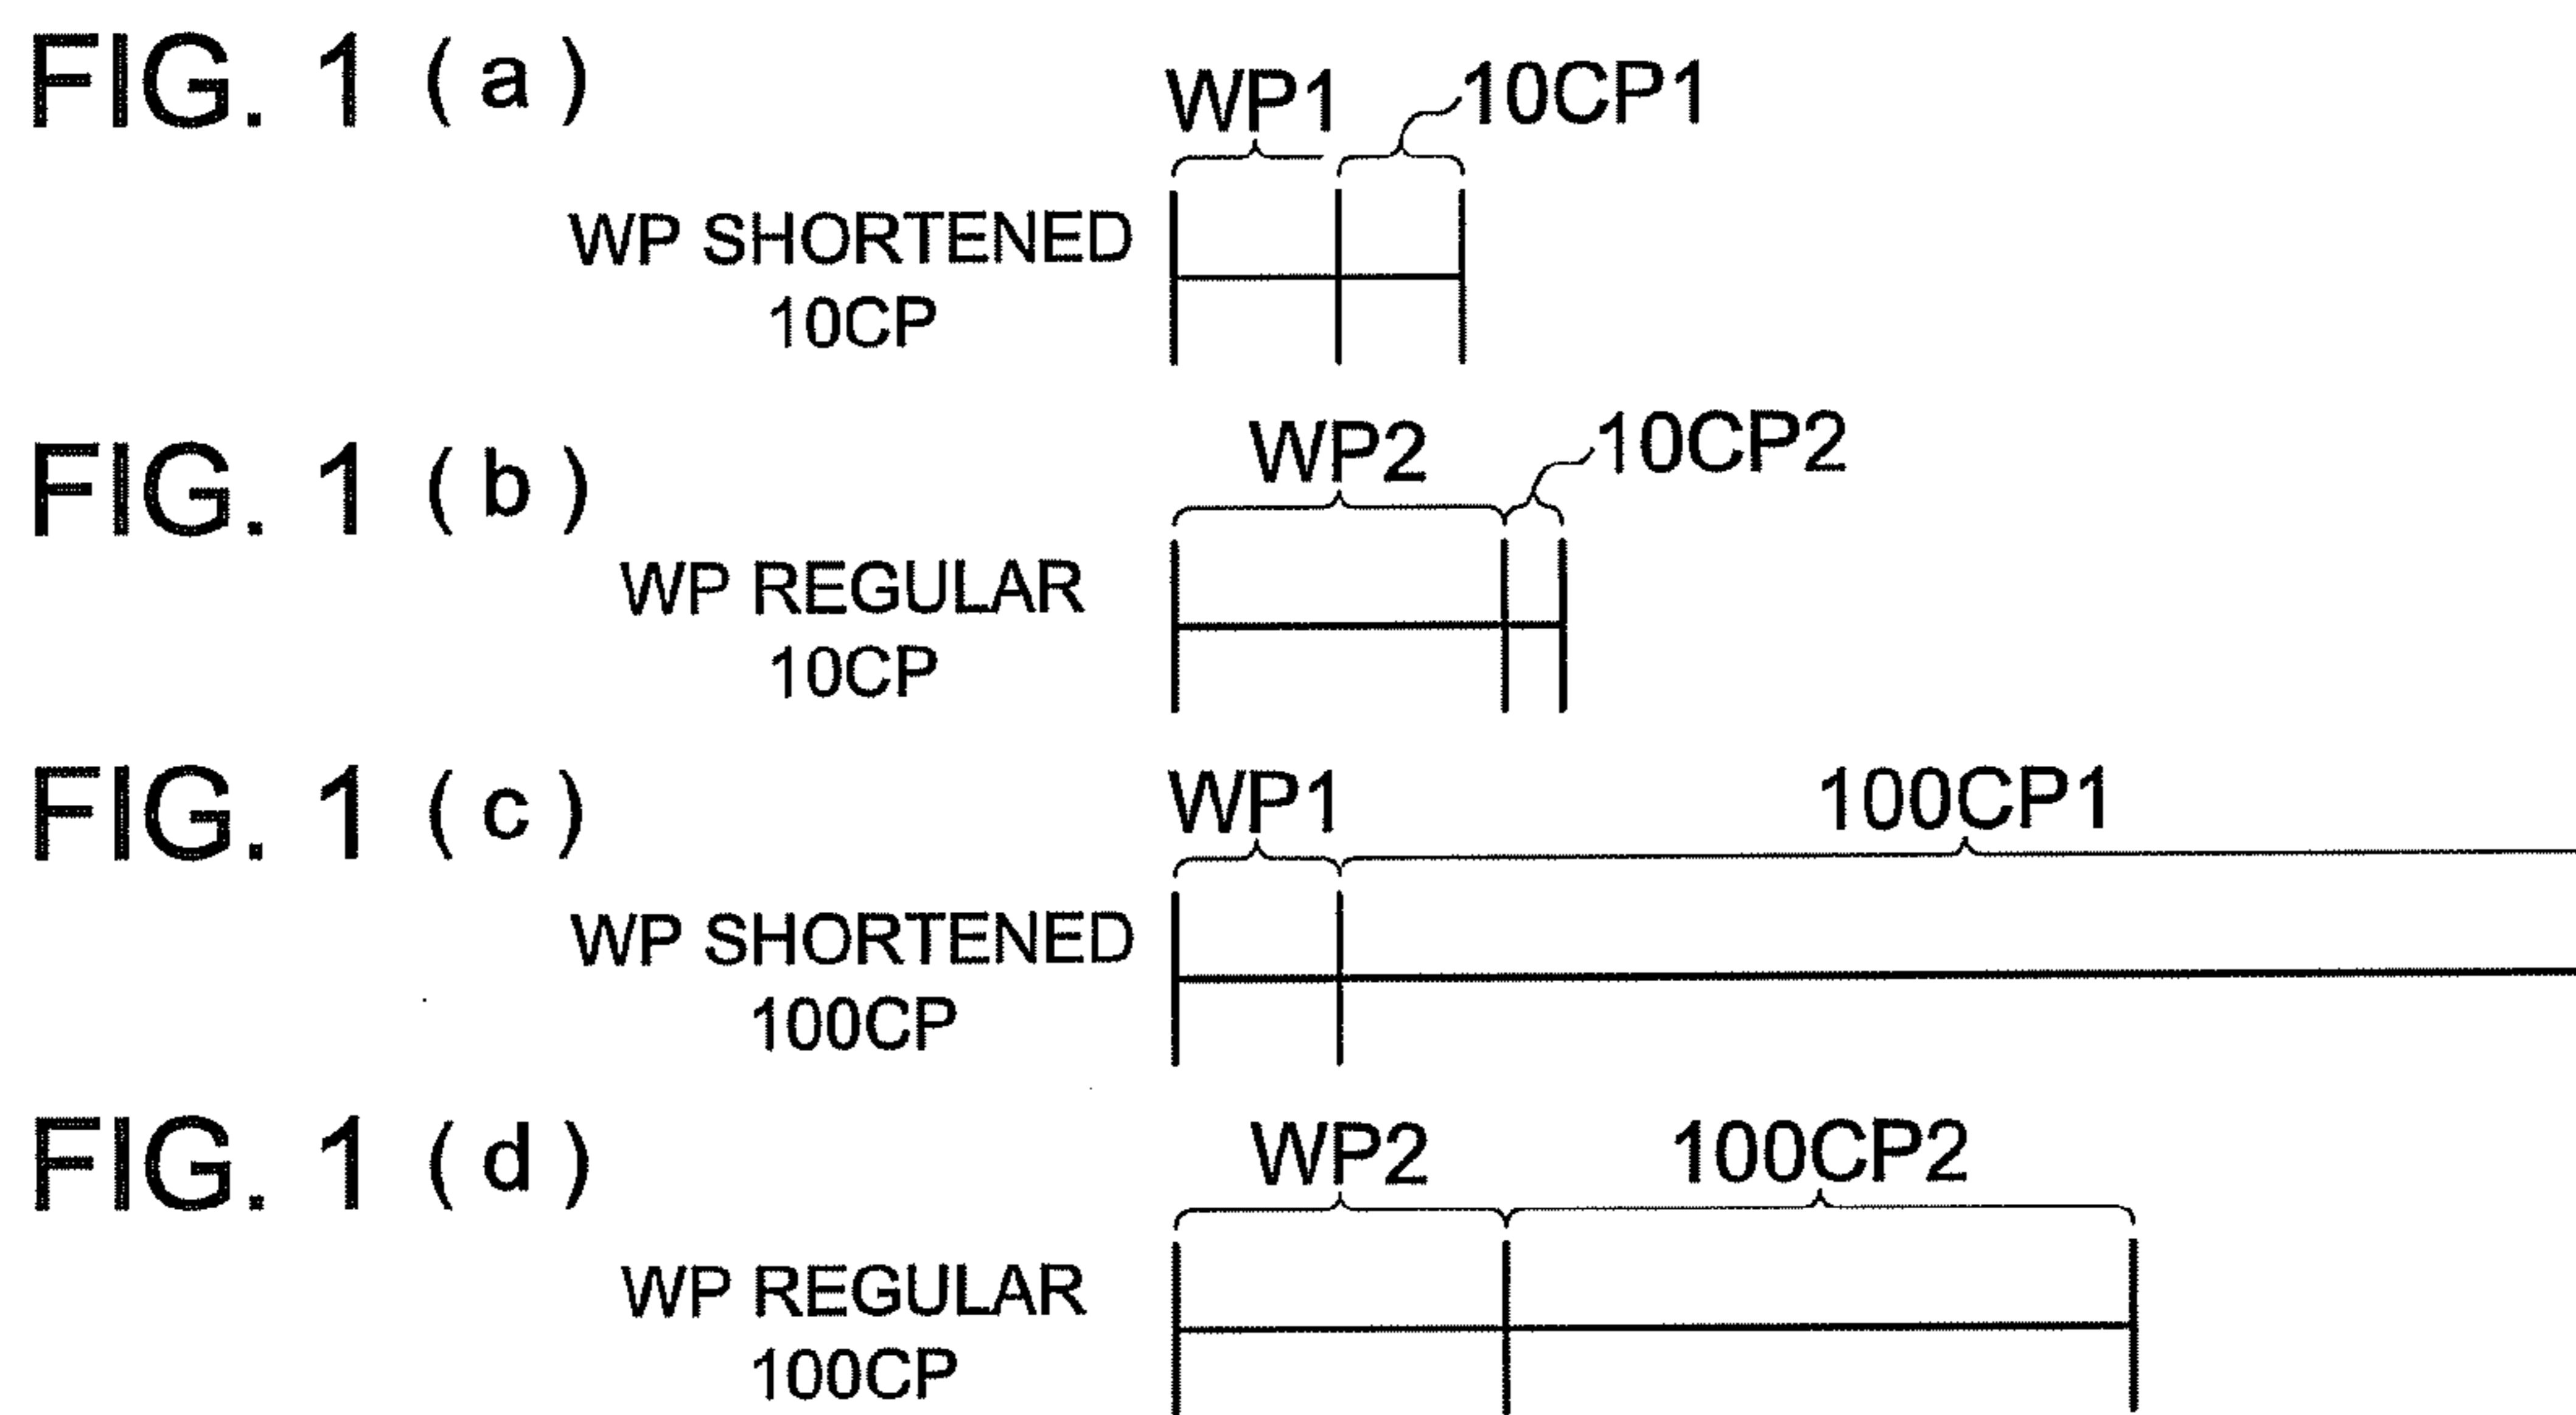 FIG. 1 (a)
WP1 10CP1
WP SHORTENED
10CP
FIG. 1 (b)
WP2 10CP2
WP REGULAR
10CP
FIG. 1 (c)
WP1 100CP1
WP SHORTENED
100CP
FIG. 1 (d)
WP2 100CP2
WP REGULAR
100CP